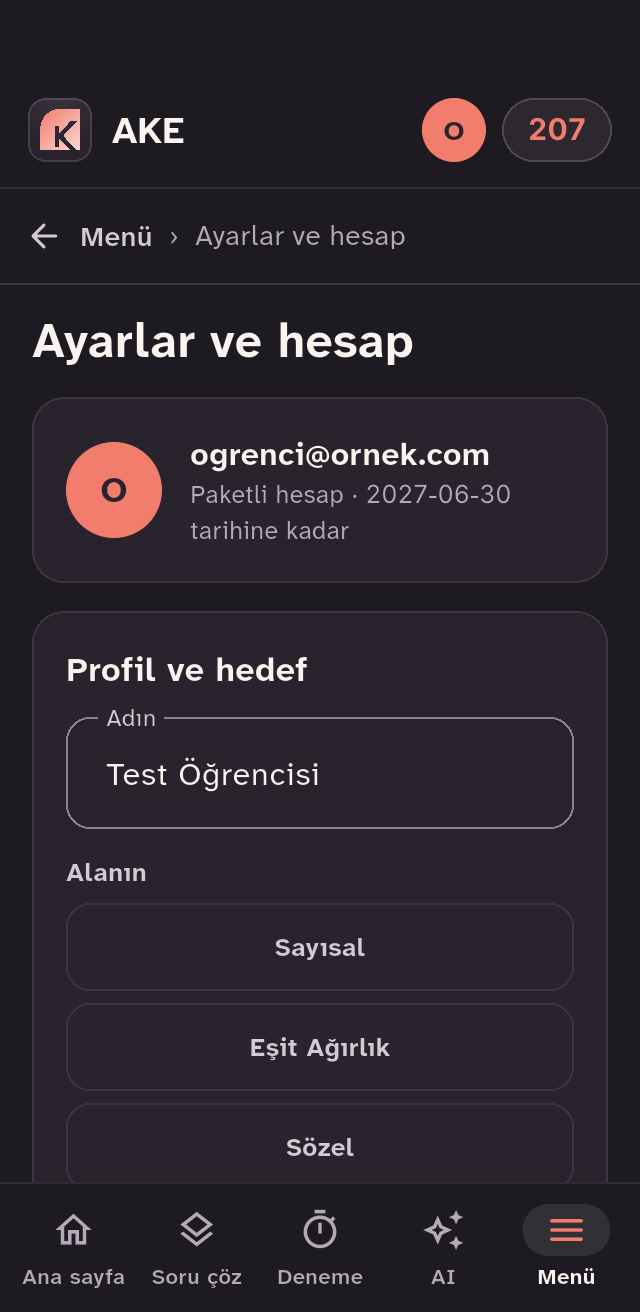 K
AKE
O
207
Menü › Ayarlar ve hesap
Ayarlar ve hesap
O
ogrenci@ornek.com
Paketli hesap · 2027-06-30
tarihine kadar
Profil ve hedef
Adın
Test Öğrencisi
Alanın
Sayısal
Eşit Ağırlık
Sözel
Ana sayfa
Soru çöz
Deneme
AI
Menü